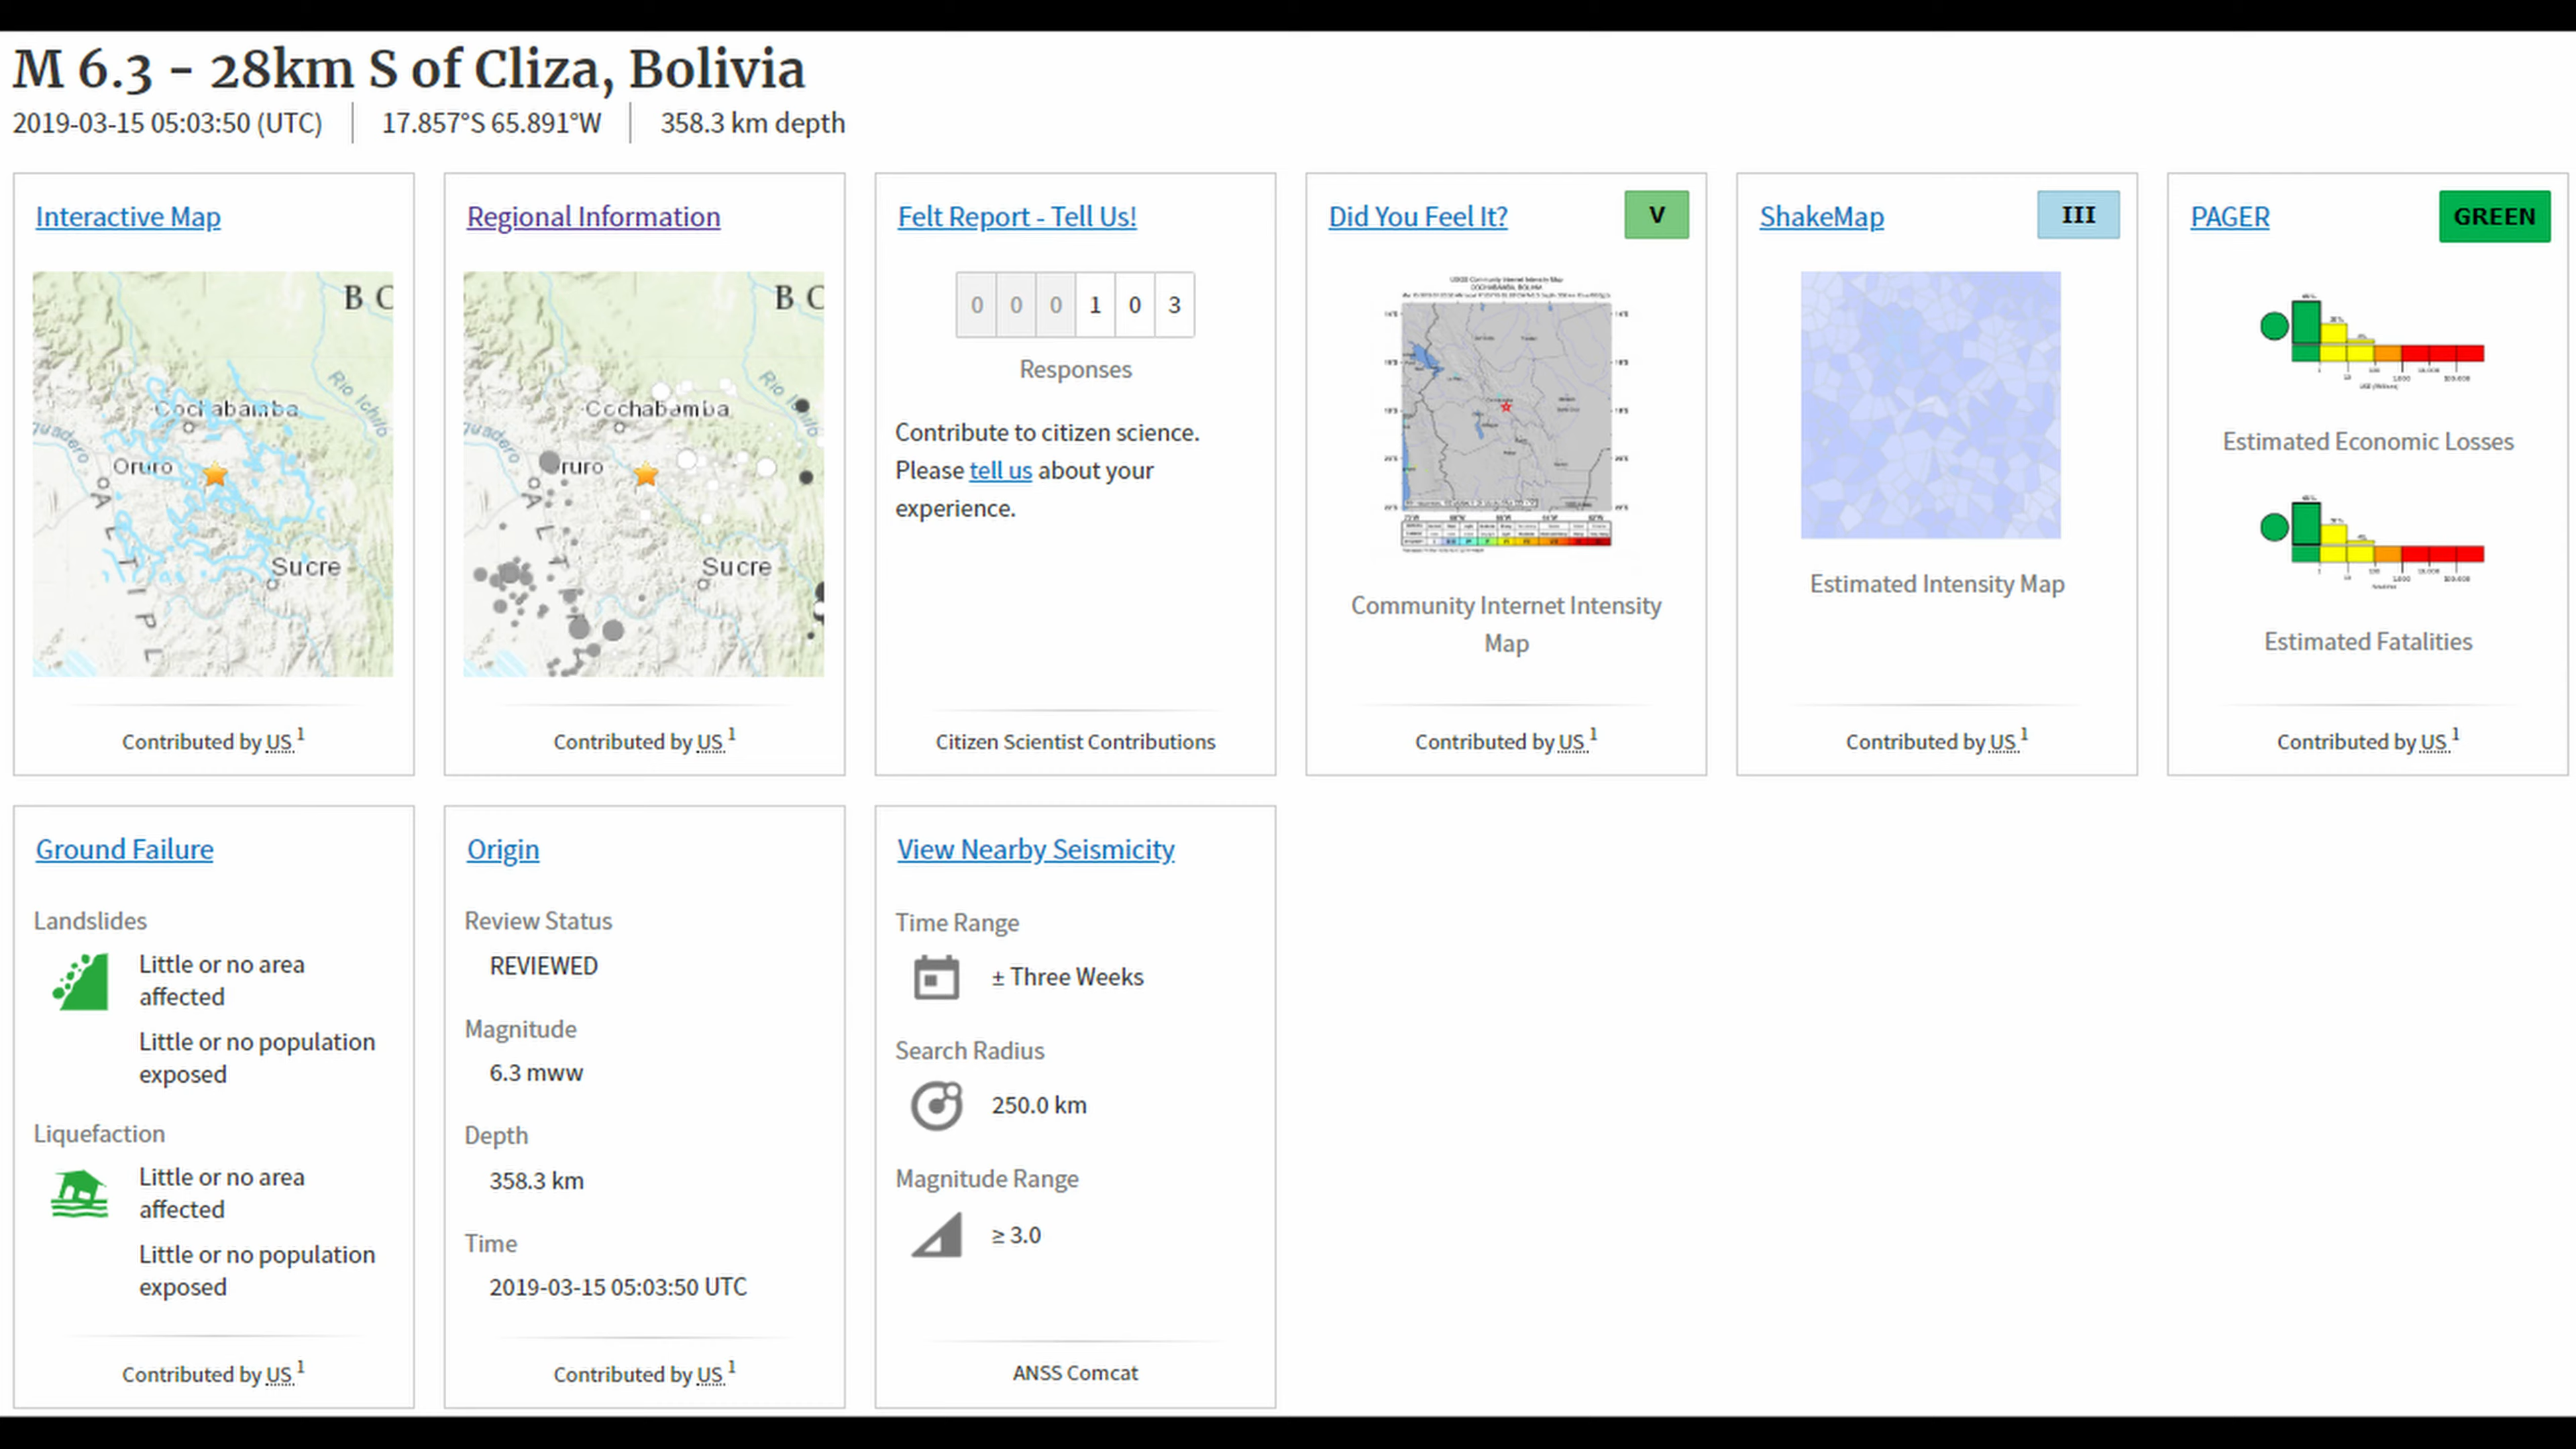 M 6.3 - 28km S of Cliza, Bolivia
2019-03-15 05:03:50 (UTC) 17.857°S 65.891°W 358.3 km depth
Interactive Map
B C
Rio Ichilo
Cochabamba
guadero
Oruro
A L T I P L
Sucre
Contributed by US 1
Regional Information
B C
Cochabamba
ruro
Sucre
Contributed by US 1
Felt Report - Tell Us!
0 0 0 1 0 3
Responses
Contribute to citizen science.
Please tell us about your
experience.
Citizen Scientist Contributions
Did You Feel It? V
Community Internet Intensity
Map
Contributed by US 1
ShakeMap III
Estimated Intensity Map
Contributed by US 1
PAGER GREEN
Estimated Economic Losses
Estimated Fatalities
Contributed by US 1
Ground Failure
Landslides
Little or no area
affected
Little or no population
exposed
Liquefaction
Little or no area
affected
Little or no population
exposed
Contributed by US 1
Origin
Review Status
REVIEWED
Magnitude
6.3 mww
Depth
358.3 km
Time
2019-03-15 05:03:50 UTC
Contributed by US 1
View Nearby Seismicity
Time Range
± Three Weeks
Search Radius
250.0 km
Magnitude Range
≥ 3.0
ANSS Comcat